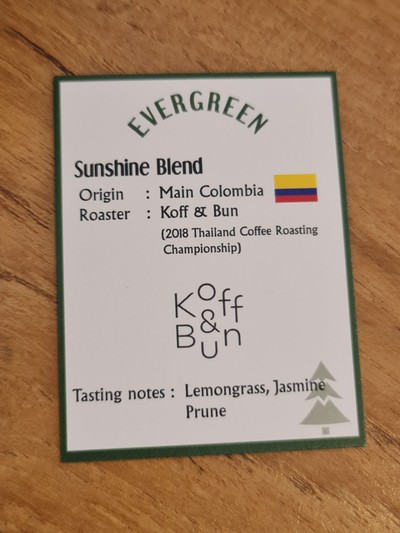 EVERGREEN
Sunshine Blend
Origin : Main Colombia
Roaster : Koff & Bun
(2018 Thailand Coffee Roasting
Championship)
Koff
&
Bun
Tasting notes : Lemongrass, Jasmine
Prune